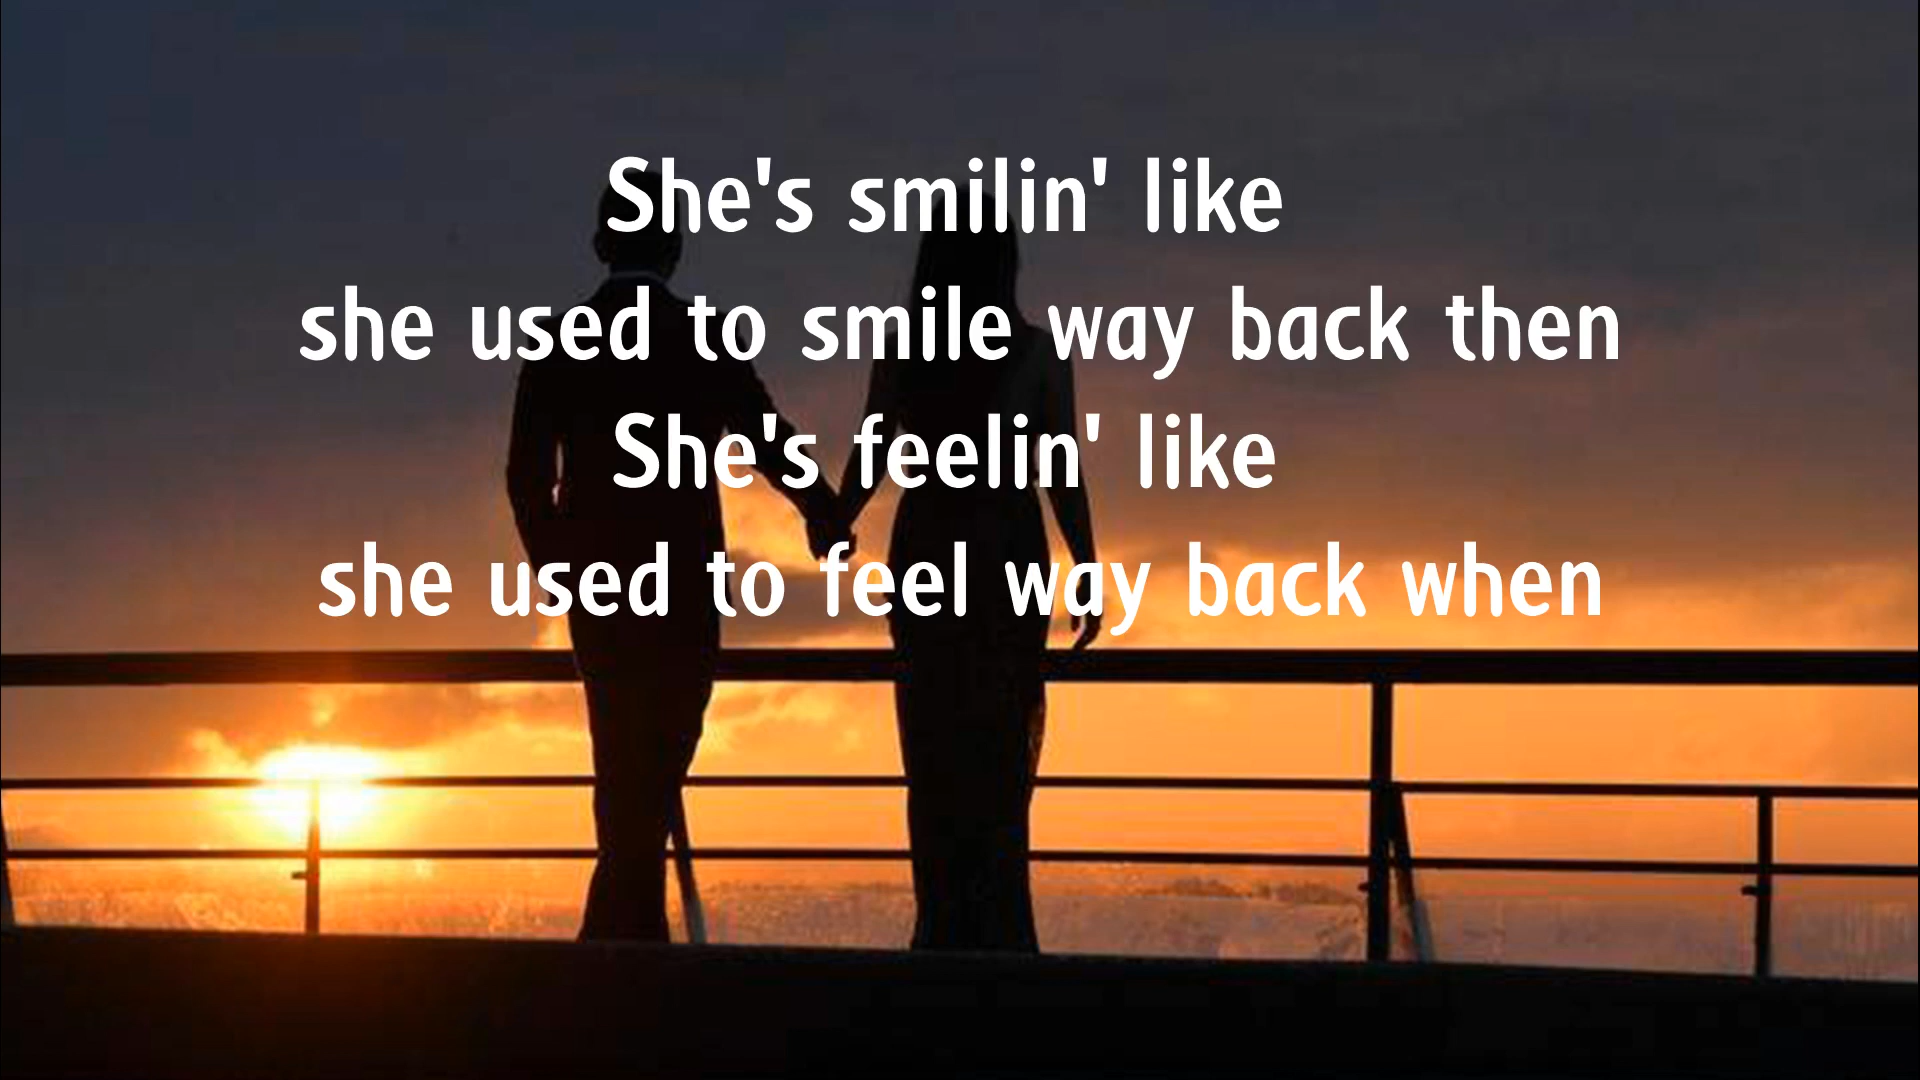 She's smilin' like
she used to smile way back then
She's feelin' like
she used to feel way back when